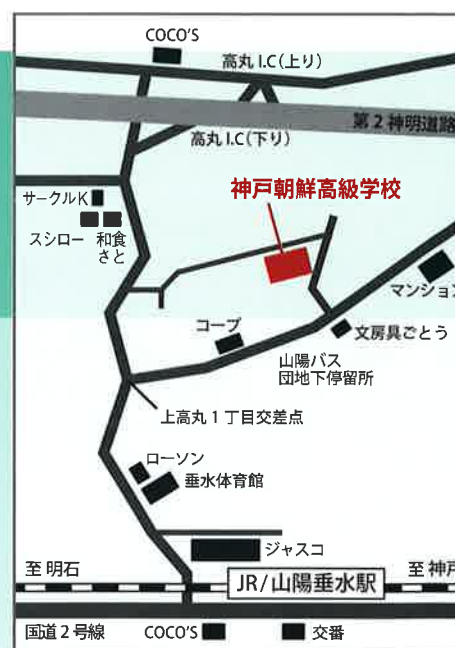 COCO'S
高丸 I.C(上り)
第2神明道路
高丸 I.C(下り)
神戸朝鮮高級学校
サークルK
スシロー
和食
さと
マンション
コープ
文房具ごとう
山陽バス
団地下停留所
上高丸1丁目交差点
ローソン
垂水体育館
ジャスコ
至 明石
JR/山陽垂水駅
至 神戸
国道2号線
COCO'S
交番